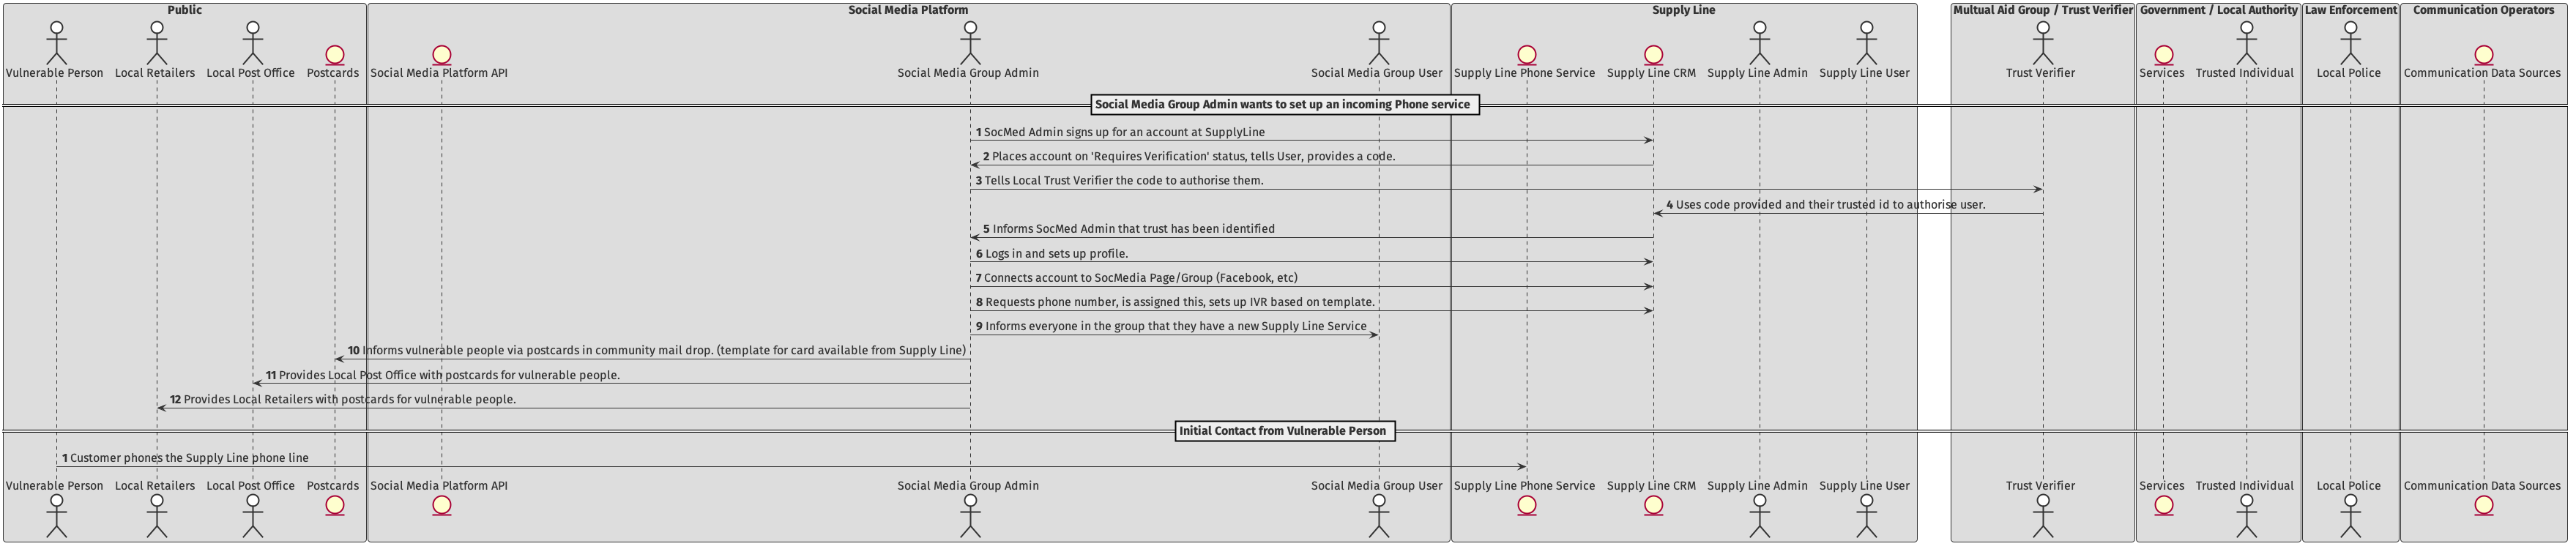 Public
Social Media Platform
Supply Line
Multual Aid Group / Trust Verifier
Government / Local Authority
Law Enforcement
Communication Operators
Vulnerable Person
Local Retailers
Local Post Office
Postcards
Social Media Platform API
Social Media Group Admin
Social Media Group User
Supply Line Phone Service
Supply Line CRM
Supply Line Admin
Supply Line User
Trust Verifier
Services
Trusted Individual
Local Police
Communication Data Sources
Social Media Group Admin wants to set up an incoming Phone service
1 SocMed Admin signs up for an account at SupplyLine
2 Places account on 'Requires Verification' status, tells User, provides a code.
3 Tells Local Trust Verifier the code to authorise them.
4 Uses code provided and their trusted id to authorise user.
5 Informs SocMed Admin that trust has been identified
6 Logs in and sets up profile.
7 Connects account to SocMedia Page/Group (Facebook, etc)
8 Requests phone number, is assigned this, sets up IVR based on template.
9 Informs everyone in the group that they have a new Supply Line Service
10 Informs vulnerable people via postcards in community mail drop. (template for card available from Supply Line)
11 Provides Local Post Office with postcards for vulnerable people.
12 Provides Local Retailers with postcards for vulnerable people.
Initial Contact from Vulnerable Person
1 Customer phones the Supply Line phone line
Vulnerable Person
Local Retailers
Local Post Office
Postcards
Social Media Platform API
Social Media Group Admin
Social Media Group User
Supply Line Phone Service
Supply Line CRM
Supply Line Admin
Supply Line User
Trust Verifier
Services
Trusted Individual
Local Police
Communication Data Sources